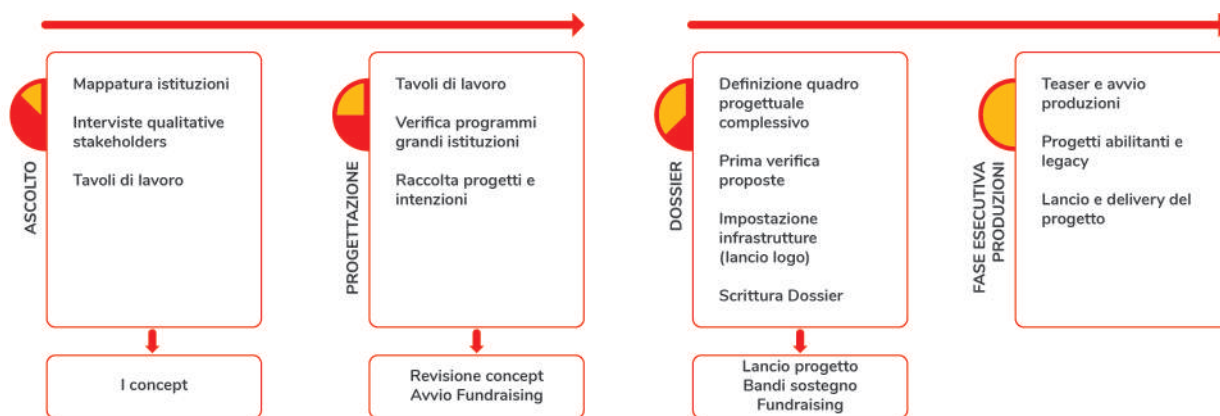 ASCOLTO
Mappatura istituzioni
Interviste qualitative
stakeholders
Tavoli di lavoro
I concept
PROGETTAZIONE
Tavoli di lavoro
Verifica programmi
grandi istituzioni
Raccolta progetti e
intenzioni
Revisione concept
Avvio Fundraising
DOSSIER
Definizione quadro
progettuale
complessivo
Prima verifica
proposte
Impostazione
infrastrutture
(lancio logo)
Scrittura Dossier
Lancio progetto
Bandi sostegno
Fundraising
FASE ESECUTIVA
PRODUZIONI
Teaser e avvio
produzioni
Progetti abilitanti e
legacy
Lancio e delivery del
progetto